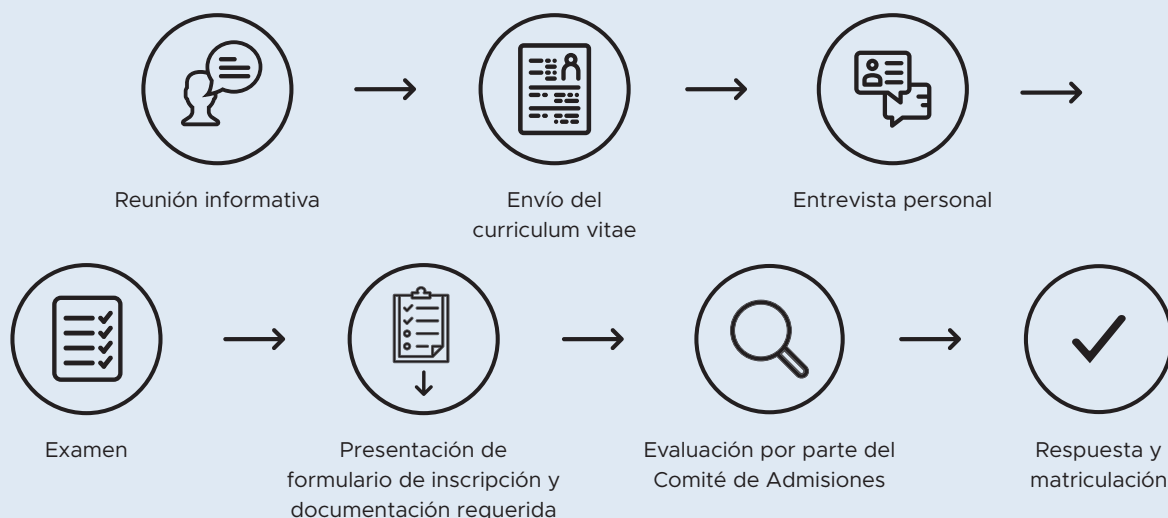 Reunión informativa
Envío del
curriculum vitae
Entrevista personal
Examen
Presentación de
formulario de inscripción y
documentación requerida
Evaluación por parte del
Comité de Admisiones
Respuesta y
matriculación